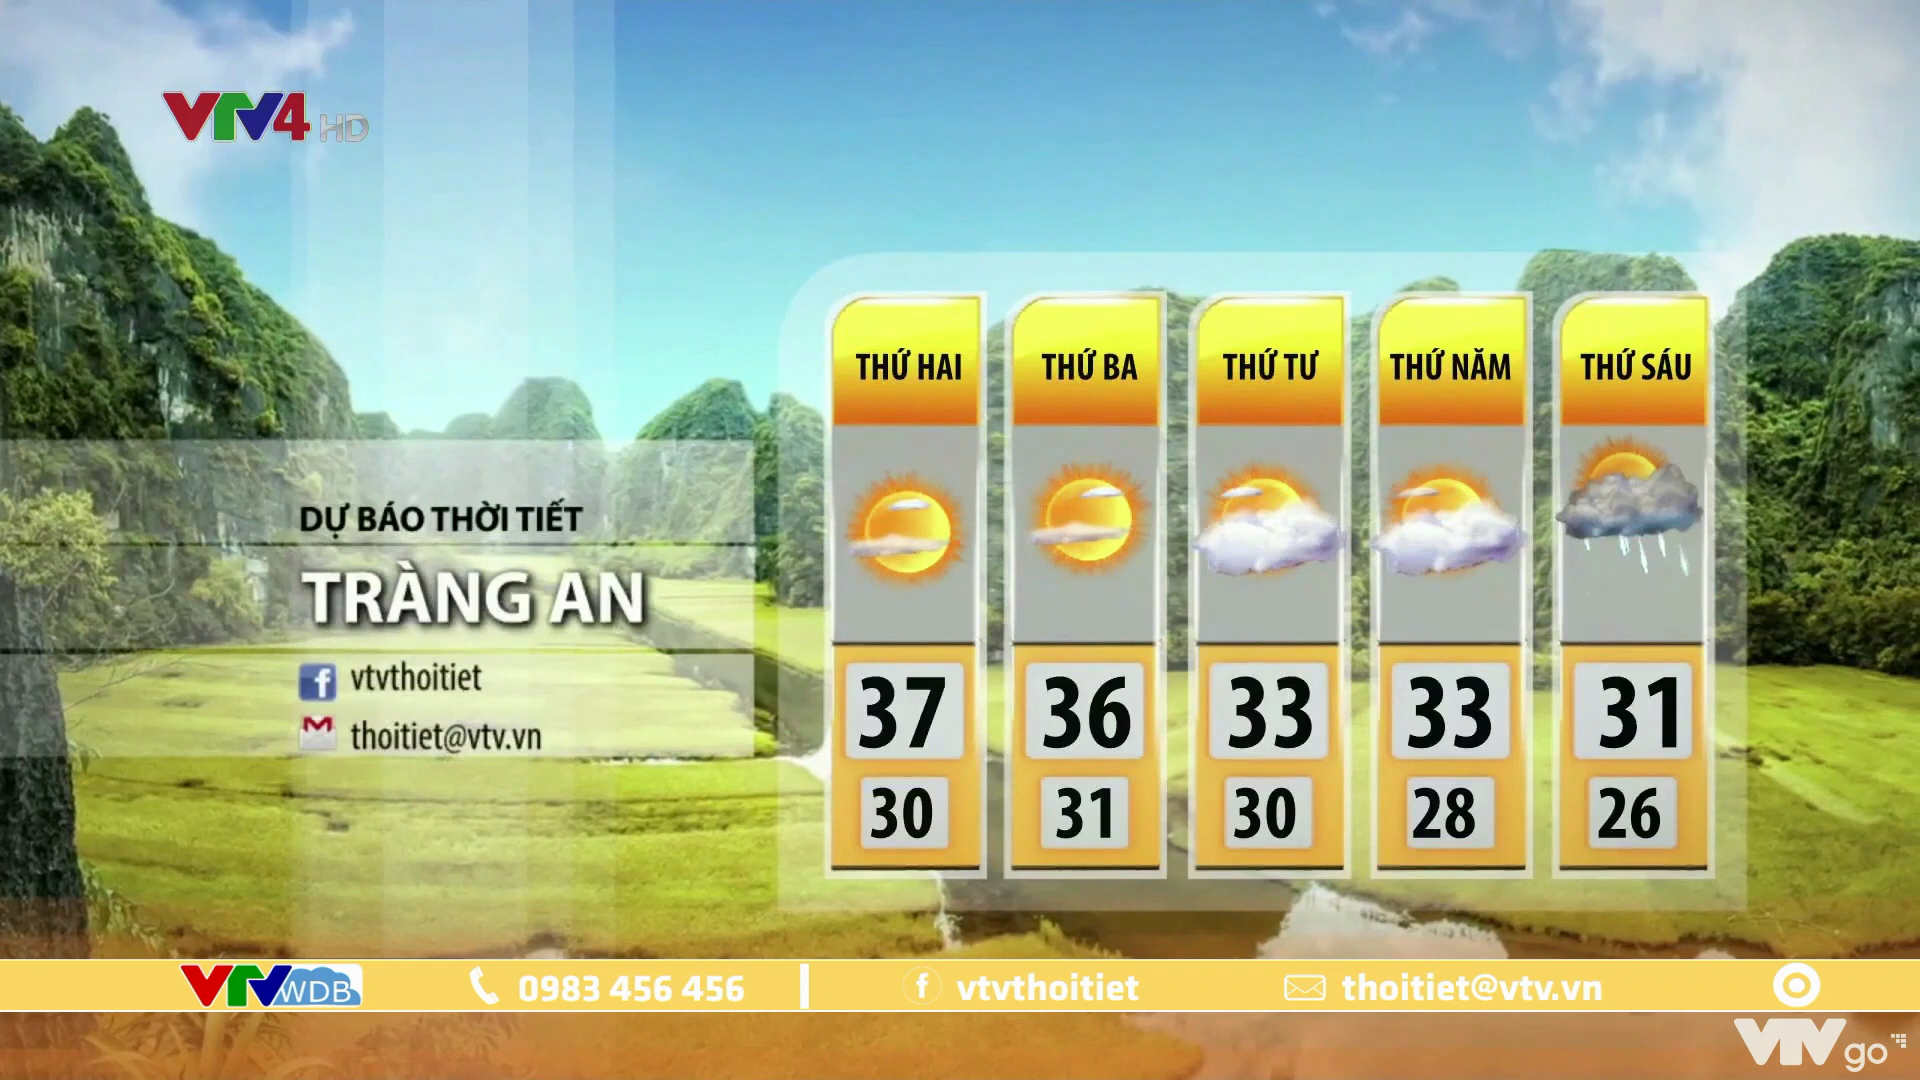 VTV4 HD
DỰ BÁO THỜI TIẾT
TRÀNG AN
vtvthoitiet
thoitiet@vtv.vn
THỨ HAI THỨ BA THỨ TƯ THỨ NĂM THỨ SÁU
37 36 33 33 31
30 31 30 28 26
VTV WDB 0983 456 456 vtvthoitiet thoitiet@vtv.vn
VTV go